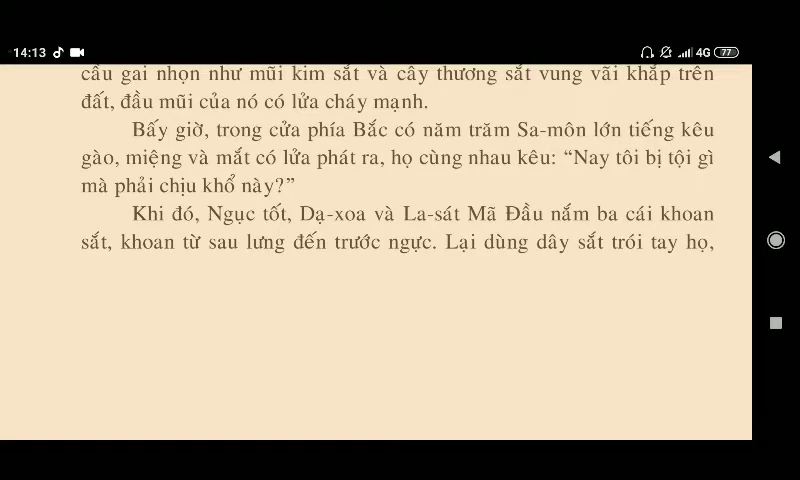 14:13
4G 77
cầu gai nhọn như mũi kim sắt và cây thương sắt vung vãi khắp trên
đất, đầu mũi của nó có lửa cháy mạnh.
Bấy giờ, trong cửa phía Bắc có năm trăm Sa-môn lớn tiếng kêu
gào, miệng và mắt có lửa phát ra, họ cùng nhau kêu: “Nay tôi bị tội gì
mà phải chịu khổ này?”
Khi đó, Ngục tốt, Dạ-xoa và La-sát Mã Đầu nắm ba cái khoan
sắt, khoan từ sau lưng đến trước ngực. Lại dùng dây sắt trói tay họ,